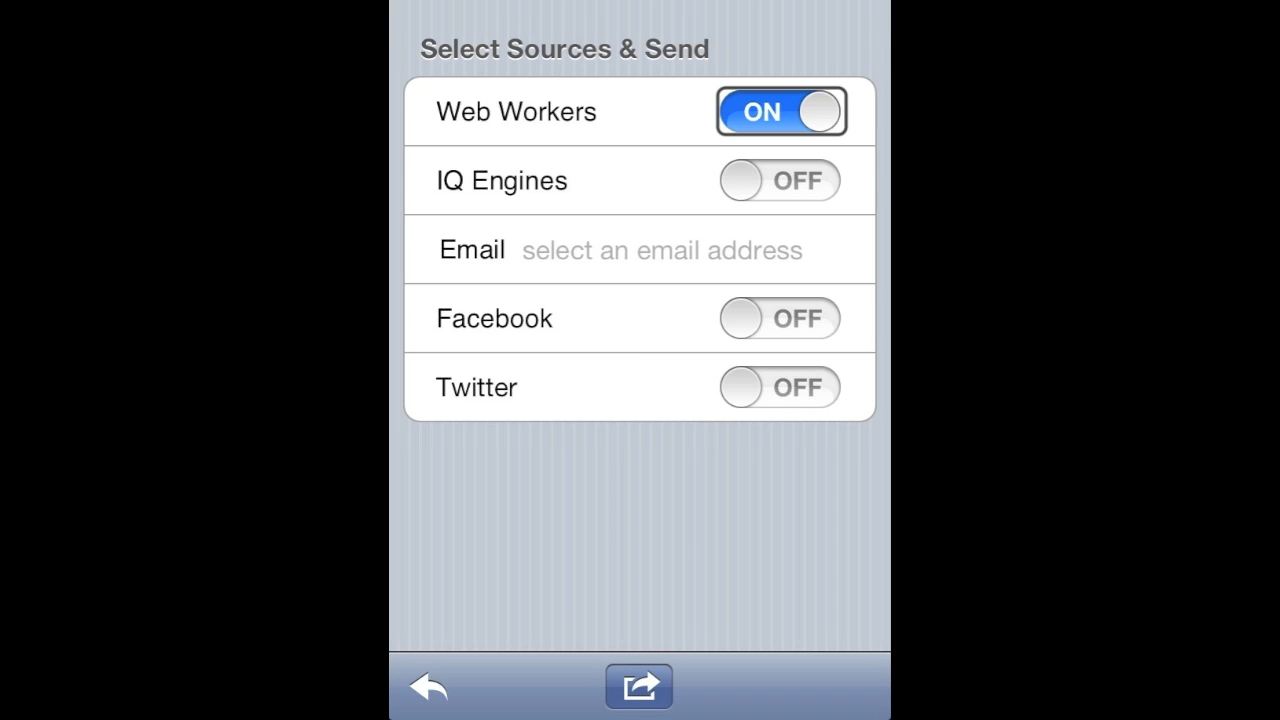 Select Sources & Send
Web Workers ON
IQ Engines OFF
Email select an email address
Facebook OFF
Twitter OFF